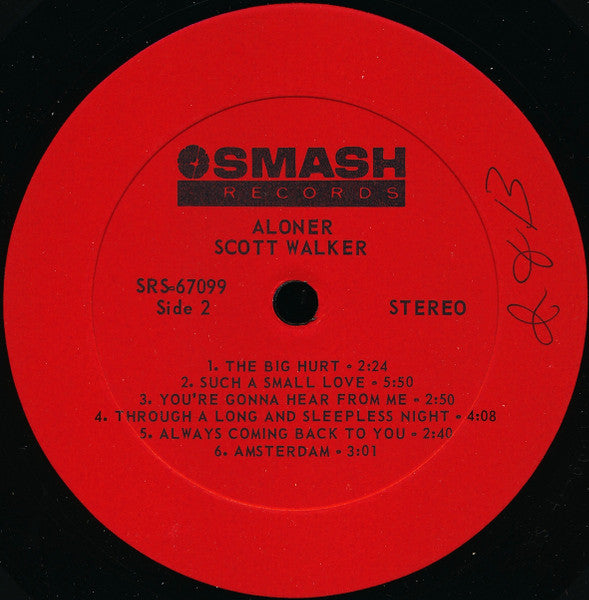 SMASH
RECORDS
ALONER
SCOTT WALKER
SRS-67099
Side 2
STEREO
1. THE BIG HURT - 2:24
2. SUCH A SMALL LOVE - 5:50
3. YOU'RE GONNA HEAR FROM ME - 2:50
4. THROUGH A LONG AND SLEEPLESS NIGHT - 4:08
5. ALWAYS COMING BACK TO YOU - 2:40
6. AMSTERDAM - 3:01